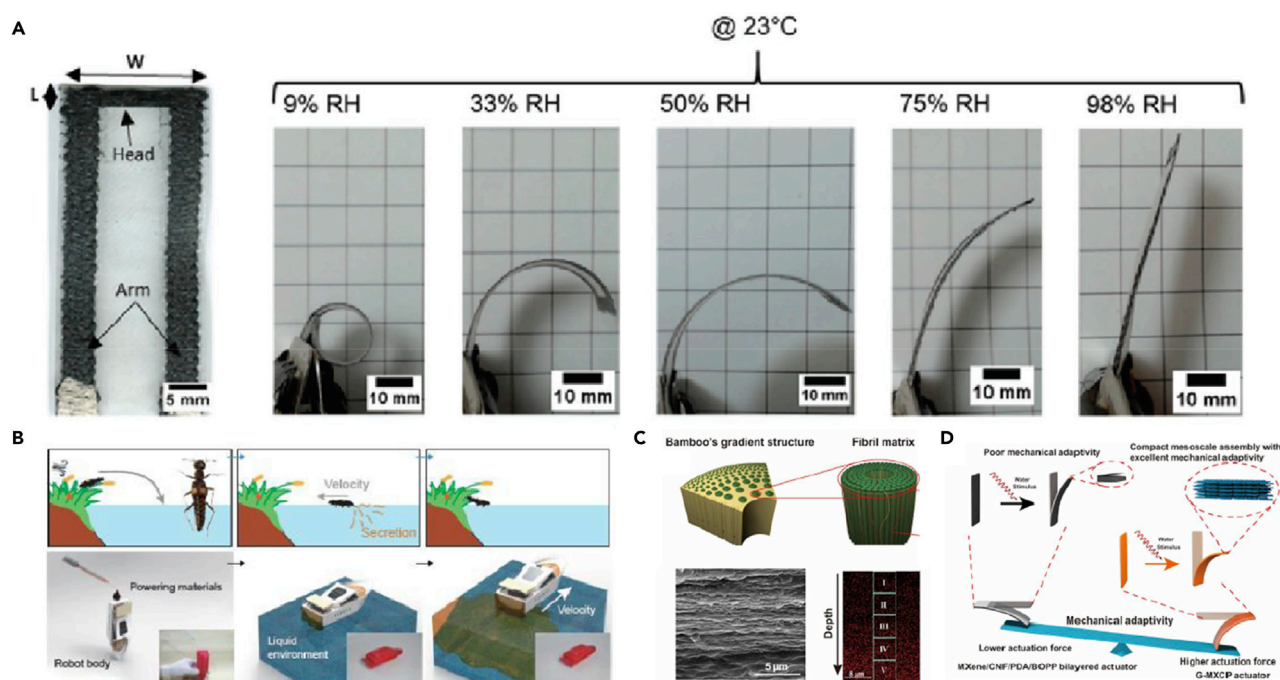 A
@ 23°C
W
L
Head
Arm
5 mm
9% RH
33% RH
50% RH
75% RH
98% RH
10 mm
10 mm
10 mm
10 mm
10 mm
B
Velocity
Secretion
Powering materials
Robot body
Liquid
environment
Velocity
C
Bamboo's gradient structure
Fibril matrix
5 μm
Depth
I
II
III
IV
V
5 μm
D
Poor mechanical adaptivity
Water
Stimulus
Compact mesoscale assembly with
excellent mechanical adaptivity
Water
Stimulus
Mechanical adaptivity
Lower actuation force
MXene/CNF/PDA/BOPP bilayered actuator
Higher actuation force
G-MXCP actuator